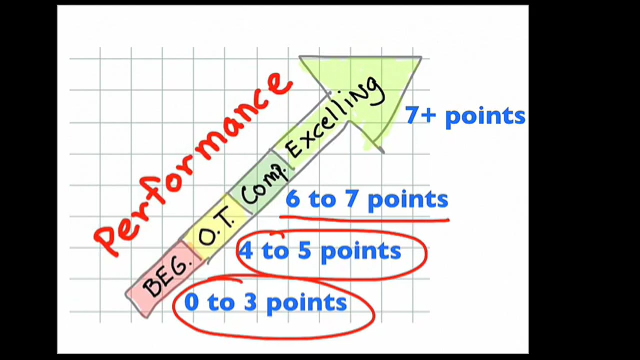 Performance
Excelling
7+ points
Comp.
6 to 7 points
O.T.
4 to 5 points
BEG.
0 to 3 points